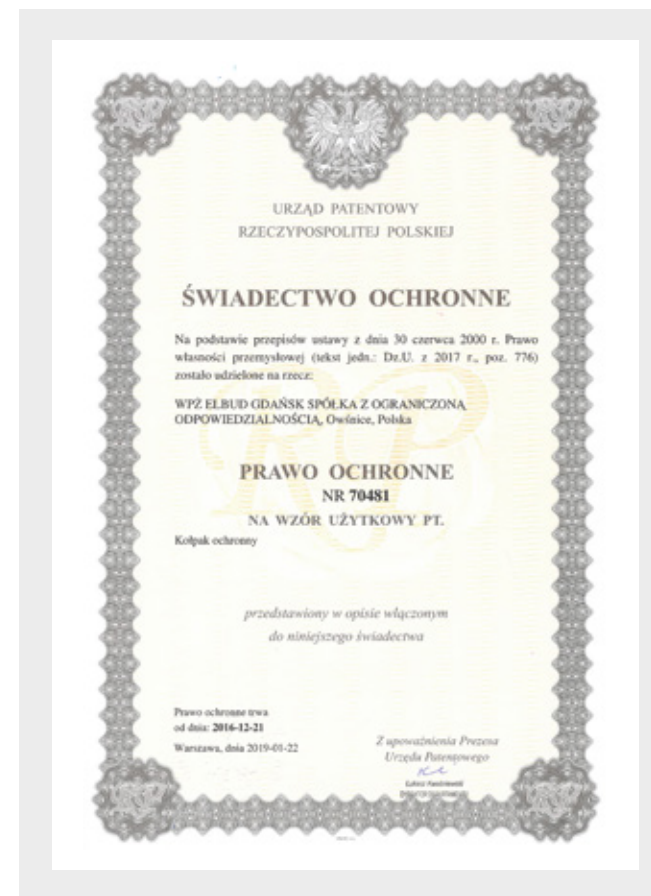 URZĄD PATENTOWY
RZECZYPOSPOLITEJ POLSKIEJ
ŚWIADECTWO OCHRONNE
Na podstawie przepisów ustawy z dnia 30 czerwca 2000 r. Prawo
własności przemysłowej (tekst jedn.: Dz.U. z 2017 r., poz. 776)
zostało udzielone na rzecz:
WPŻ ELBUD GDAŃSK SPÓŁKA Z OGRANICZONĄ
ODPOWIEDZIALNOŚCIĄ, Owśnice, Polska
PRAWO OCHRONNE
NR 70481
NA WZÓR UŻYTKOWY PT.
Kołpak ochronny
przedstawiony w opisie włączonym
do niniejszego świadectwa
Prawo ochronne trwa
od dnia: 2016-12-21
Warszawa, dnia 2019-01-22
Z upoważnienia Prezesa
Urzędu Patentowego